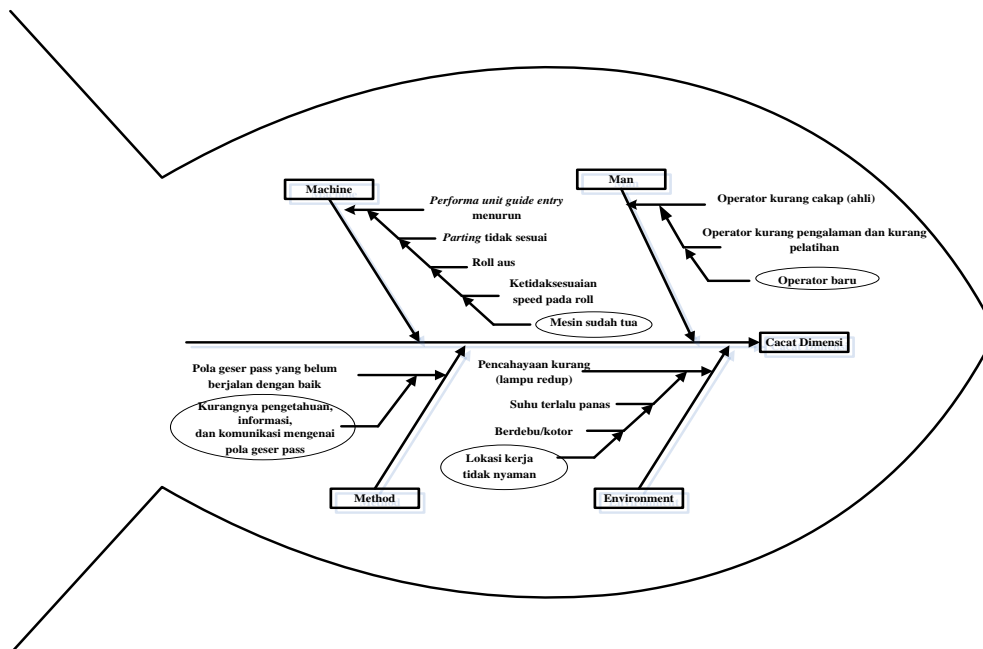 Machine
Performa unit guide entry
menurun
Parting tidak sesuai
Roll aus
Ketidaksesuaian
speed pada roll
Mesin sudah tua
Man
Operator kurang cakap (ahli)
Operator kurang pengalaman dan kurang
pelatihan
Operator baru
Cacat Dimensi
Pola geser pass yang belum
berjalan dengan baik
Kurangnya pengetahuan,
informasi,
dan komunikasi mengenai
pola geser pass
Method
Pencahayaan kurang
(lampu redup)
Suhu terlalu panas
Berdebu/kotor
Lokasi kerja
tidak nyaman
Environment